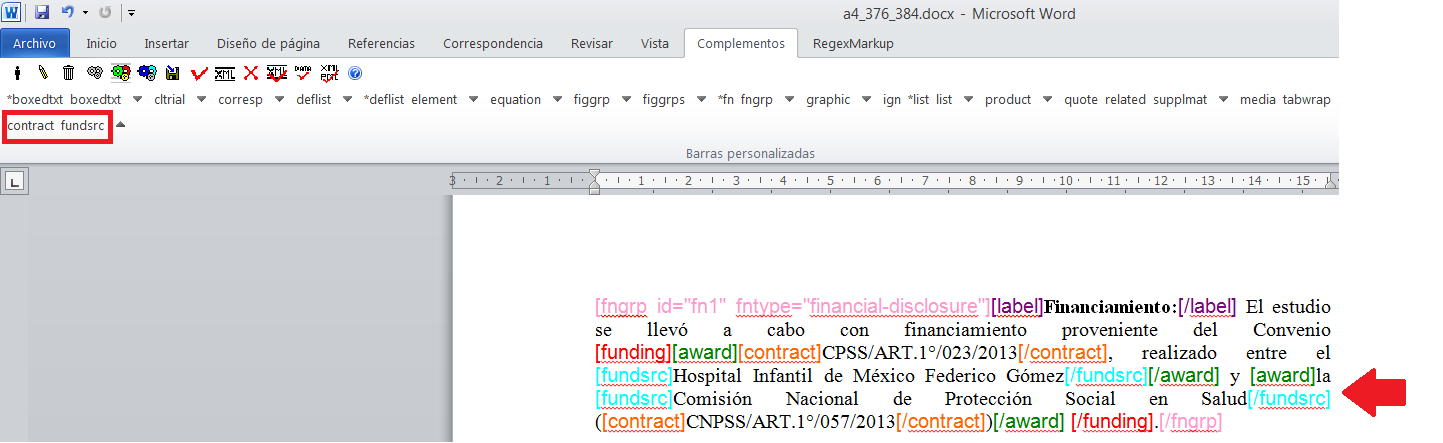 a4_376_384.docx - Microsoft Word
Archivo Inicio Insertar Diseño de página Referencias Correspondencia Revisar Vista Complementos RegexMarkup
XML XML DATA XML PMC
*boxedtxt boxedtxt cltrial corresp deflist *deflist element equation figgrp figgrps *fn fngrp graphic ign *list list product quote related supplmat media tabwrap
contract fundsrc
Barras personalizadas
3 2 1 1 2 3 4 5 6 7 8 9 10 11 12 13 14 15
[fngrp id="fn1" fntype="financial-disclosure"][label]Financiamiento:[/label] El estudio
se llevó a cabo con financiamiento proveniente del Convenio
[funding][award][contract]CPSS/ART.1°/023/2013[/contract], realizado entre el
[fundsrc]Hospital Infantil de México Federico Gómez[/fundsrc][/award] y [award]la
[fundsrc]Comisión Nacional de Protección Social en Salud[/fundsrc]
([contract]CNPSS/ART.1°/057/2013[/contract])[/award] [/funding].[/fngrp]